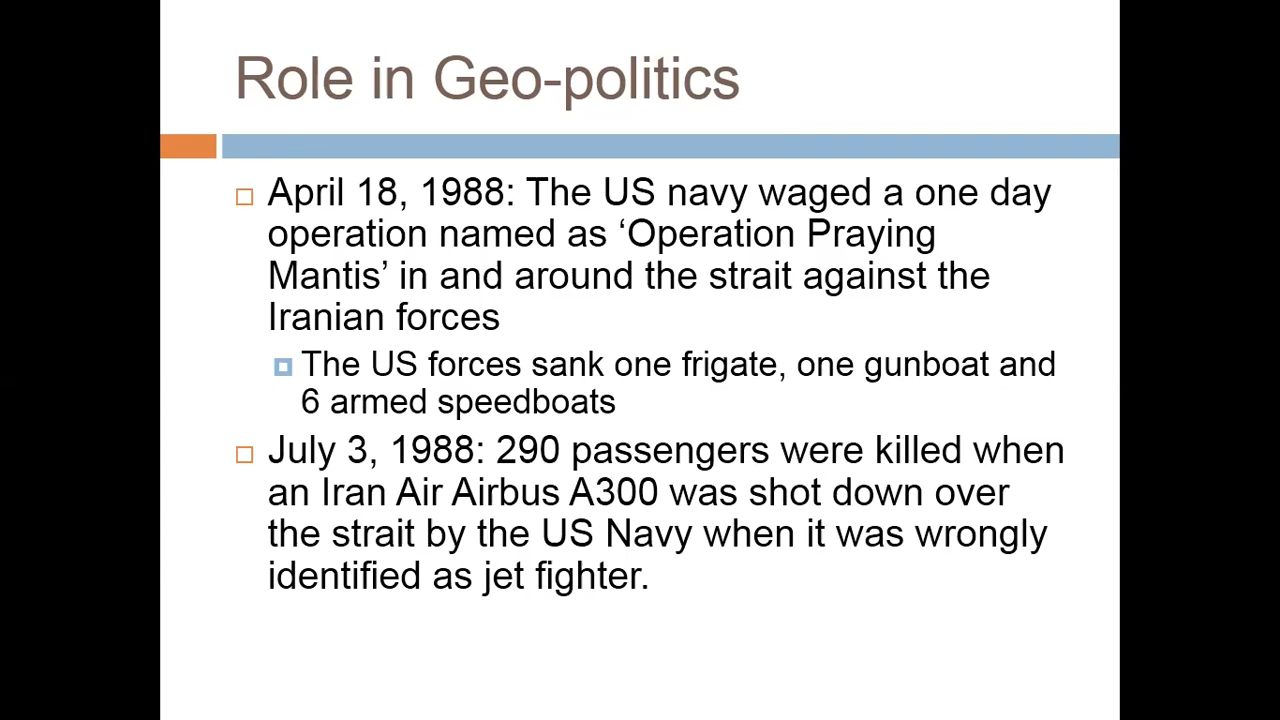 Role in Geo-politics
April 18, 1988: The US navy waged a one day
operation named as ‘Operation Praying
Mantis’ in and around the strait against the
Iranian forces
The US forces sank one frigate, one gunboat and
6 armed speedboats
July 3, 1988: 290 passengers were killed when
an Iran Air Airbus A300 was shot down over
the strait by the US Navy when it was wrongly
identified as jet fighter.